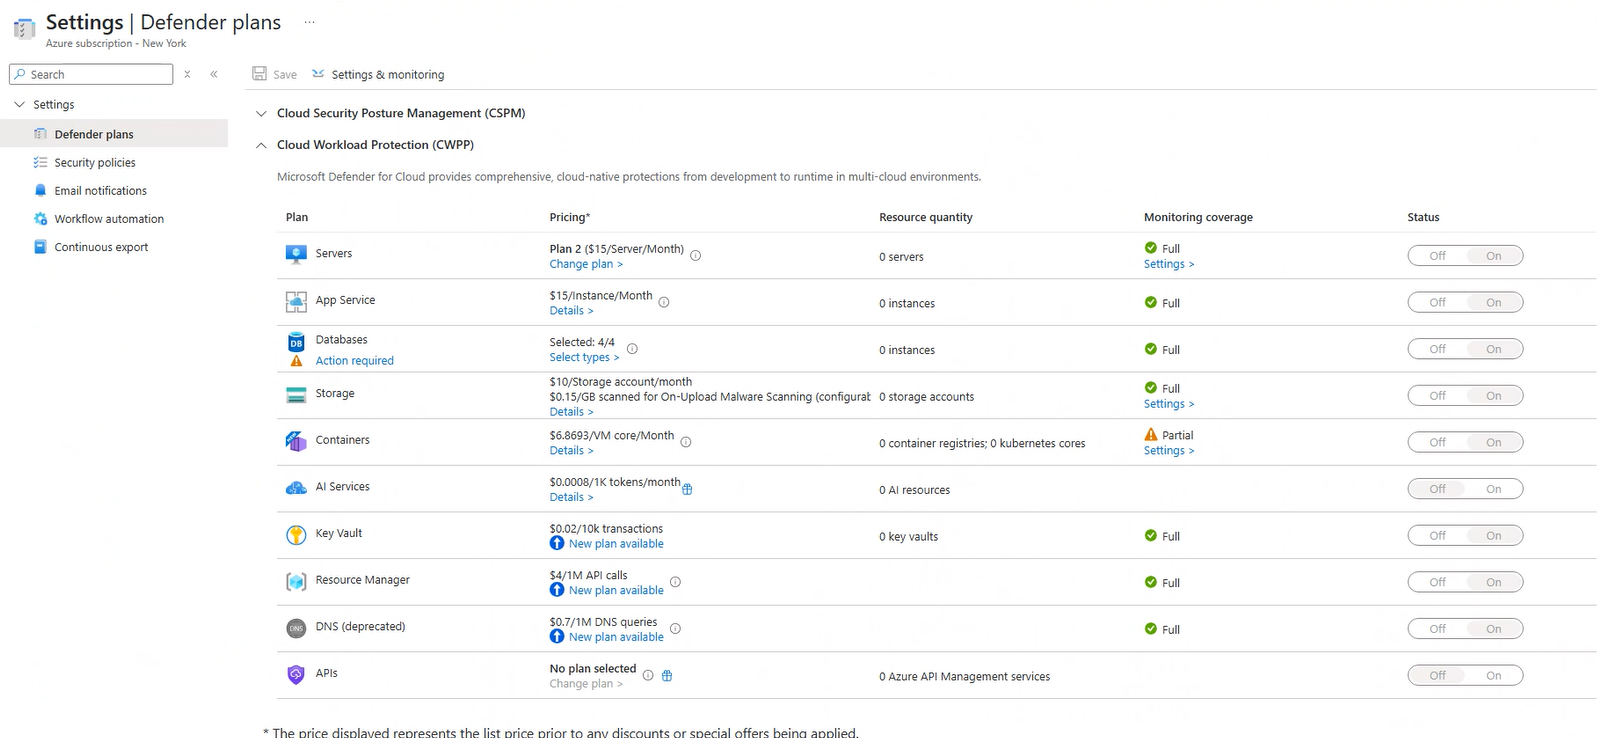 Settings | Defender plans ...
Azure subscription - New York
Search
Save
Settings & monitoring
Settings
Defender plans
Security policies
Email notifications
Workflow automation
Continuous export
Cloud Security Posture Management (CSPM)
Cloud Workload Protection (CWPP)
Microsoft Defender for Cloud provides comprehensive, cloud-native protections from development to runtime in multi-cloud environments.
Plan Pricing* Resource quantity Monitoring coverage Status
Servers Plan 2 ($15/Server/Month) 0 servers Full Off On
Change plan > Settings >
App Service $15/Instance/Month 0 instances Full Off On
Details >
DB Databases Selected: 4/4 0 instances Full Off On
Action required Select types >
Storage $10/Storage account/month 0 storage accounts Full Off On
$0.15/GB scanned for On-Upload Malware Scanning (configurab
Details > Settings >
Containers $6.8693/VM core/Month 0 container registries; 0 kubernetes cores Partial Off On
Details > Settings >
AI Services $0.0008/1K tokens/month 0 AI resources Off On
Details >
Key Vault $0.02/10k transactions 0 key vaults Full Off On
New plan available
Resource Manager $4/1M API calls Full Off On
New plan available
DNS DNS (deprecated) $0.7/1M DNS queries Full Off On
New plan available
APIs No plan selected 0 Azure API Management services Off On
Change plan >
* The price displayed represents the list price prior to any discounts or special offers being applied.